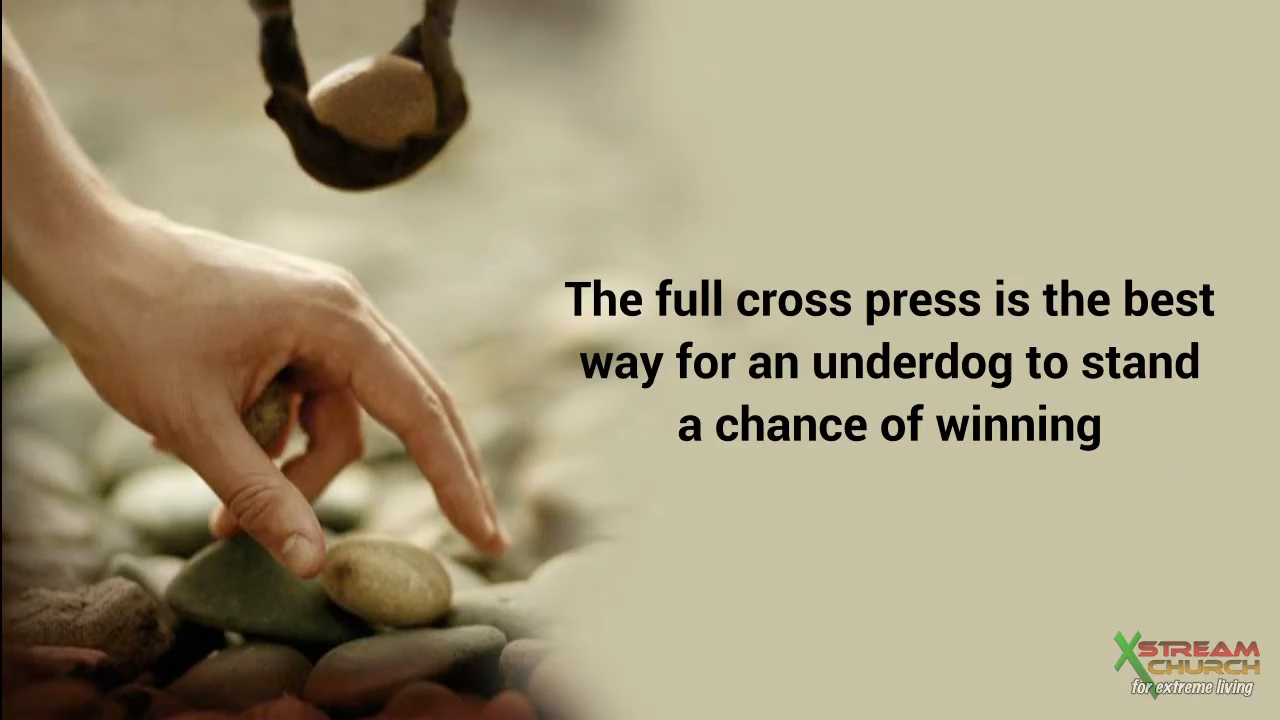 The full cross press is the best
way for an underdog to stand
a chance of winning
XSTREAM
CHURCH
for extreme living